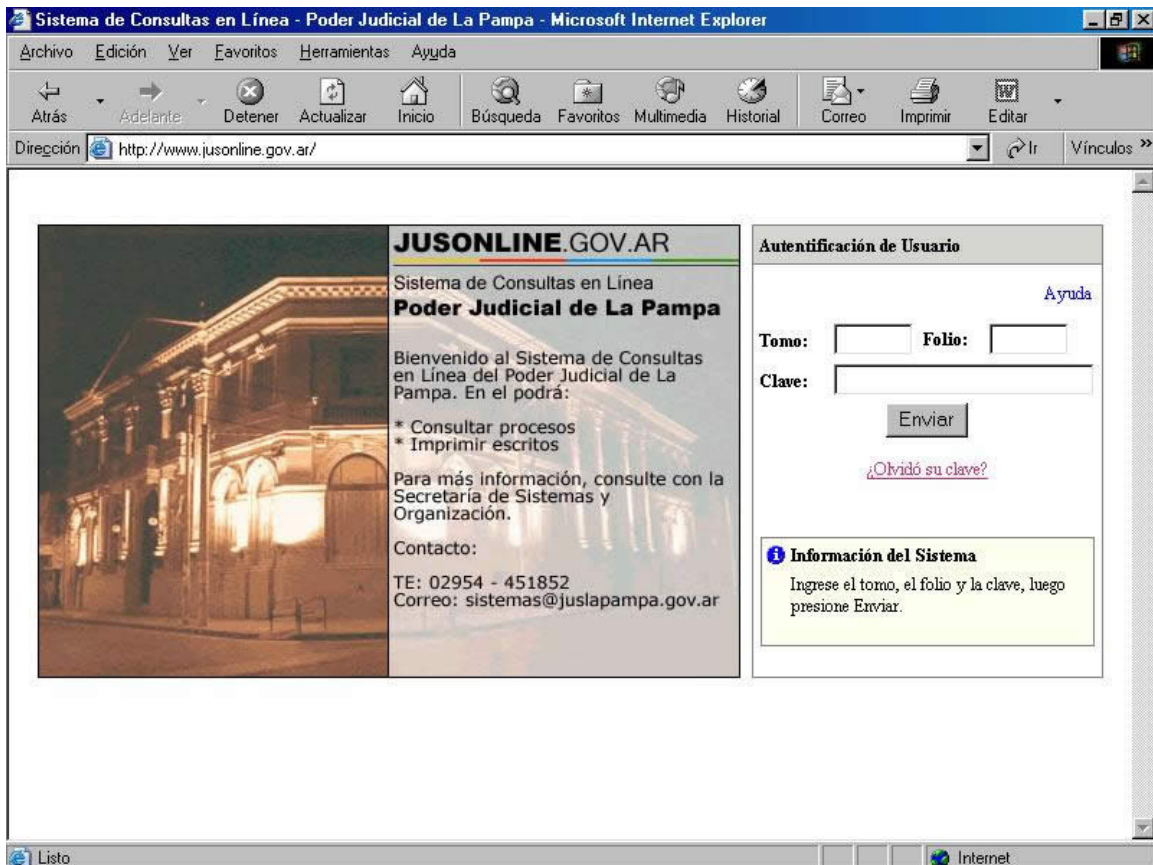 Sistema de Consultas en Línea - Poder Judicial de La Pampa - Microsoft Internet Explorer
Archivo Edición Ver Favoritos Herramientas Ayuda
Atrás Adelante Detener Actualizar Inicio Búsqueda Favoritos Multimedia Historial Correo Imprimir Editar
Dirección http://www.jusonline.gov.ar/ Ir Vínculos »
JUSONLINE.GOV.AR
Sistema de Consultas en Línea
Poder Judicial de La Pampa
Bienvenido al Sistema de Consultas
en Línea del Poder Judicial de La
Pampa. En el podrá:
* Consultar procesos
* Imprimir escritos
Para más información, consulte con la
Secretaría de Sistemas y
Organización.
Contacto:
TE: 02954 - 451852
Correo: sistemas@juslapampa.gov.ar
Autentificación de Usuario
Ayuda
Tomo: Folio:
Clave:
Enviar
¿Olvidó su clave?
Información del Sistema
Ingrese el tomo, el folio y la clave, luego
presione Enviar.
Listo Internet